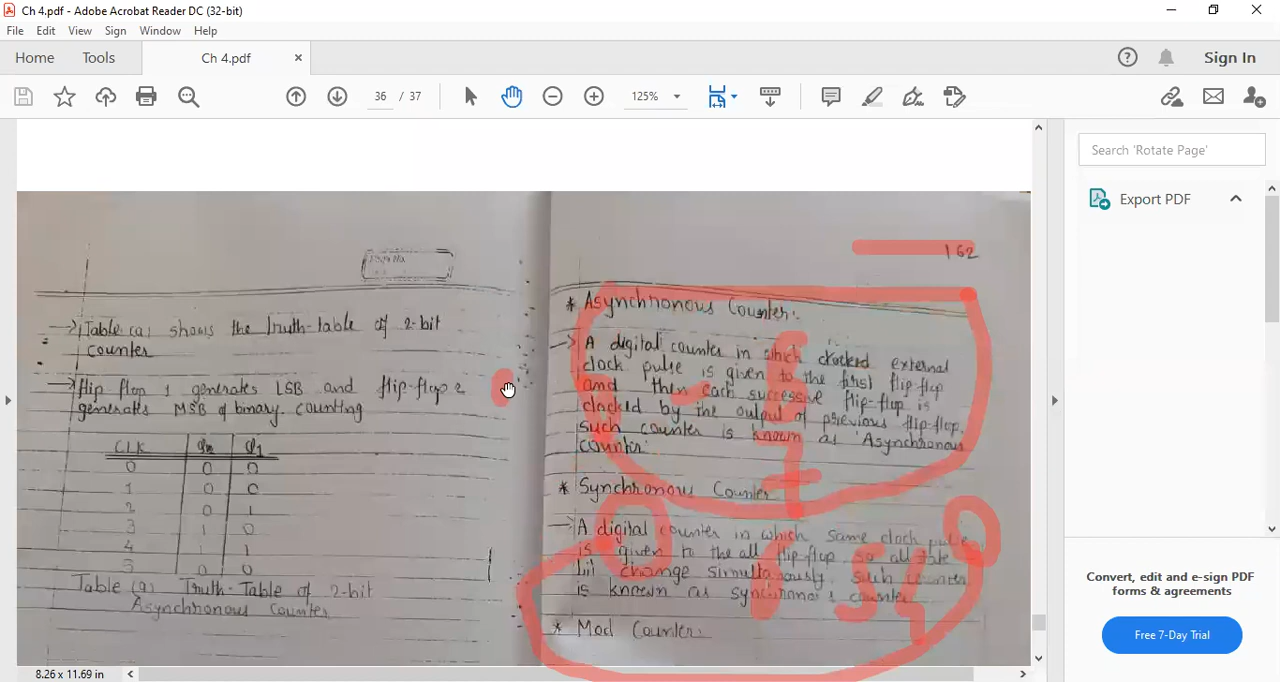 Ch 4.pdf - Adobe Acrobat Reader DC (32-bit)
File Edit View Sign Window Help
Home Tools Ch 4.pdf × Sign In
36 / 37 125%
Search 'Rotate Page'
Export PDF
Convert, edit and e-sign PDF
forms & agreements
Free 7-Day Trial
→ Table (a) shows the truth-table of 2-bit
counter
→ flip flop 1 generates LSB and flip-flop 2
generates MSB of binary counting
CLK Q2 Q1
0 0 0
1 0 0
2 0 1
3 1 0
4 1 1
5 0 0
Table (a) Truth-Table of 2-bit
Asynchronous Counter
162
* Asynchronous Counter:
→ A digital counter in which clocked external
clock pulse is given to the first flip flop
and then each successive flip-flop is
clocked by the output of previous flip-flop.
such counter is known as Asynchronous
counter.
* Synchronous Counter
→ A digital counter in which same clock pulse
is given to the all flip-flop so all
change simultaneously. such counter
is known as synchronous counter
* Mod Counter:
8.26 x 11.69 in